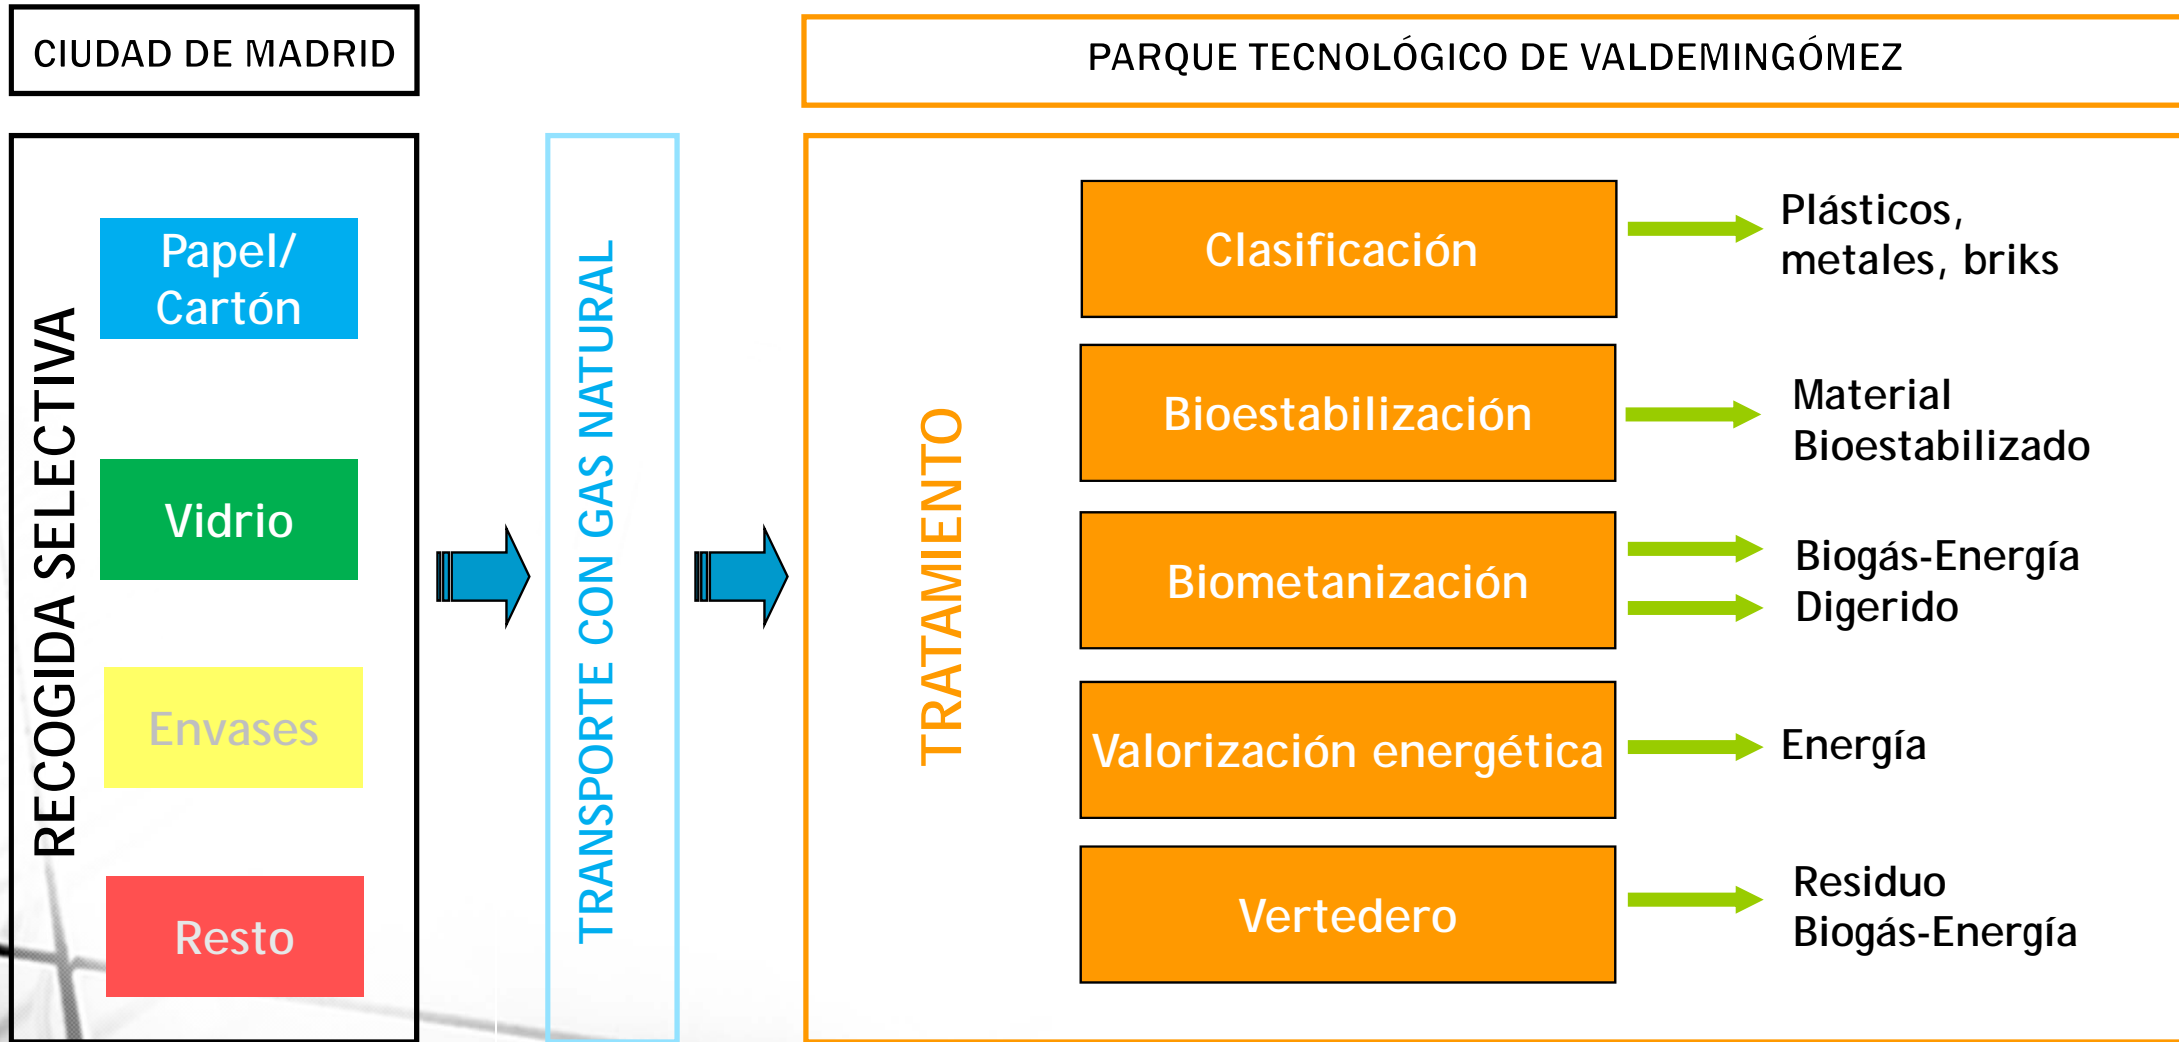 CIUDAD DE MADRID
PARQUE TECNOLÓGICO DE VALDEMINGÓMEZ
RECOGIDA SELECTIVA
Papel/
Cartón
Vidrio
Envases
Resto
TRANSPORTE CON GAS NATURAL
TRATAMIENTO
Clasificación
Plásticos,
metales, briks
Bioestabilización
Material
Bioestabilizado
Biometanización
Biogás-Energía
Digerido
Valorización energética
Energía
Vertedero
Residuo
Biogás-Energía